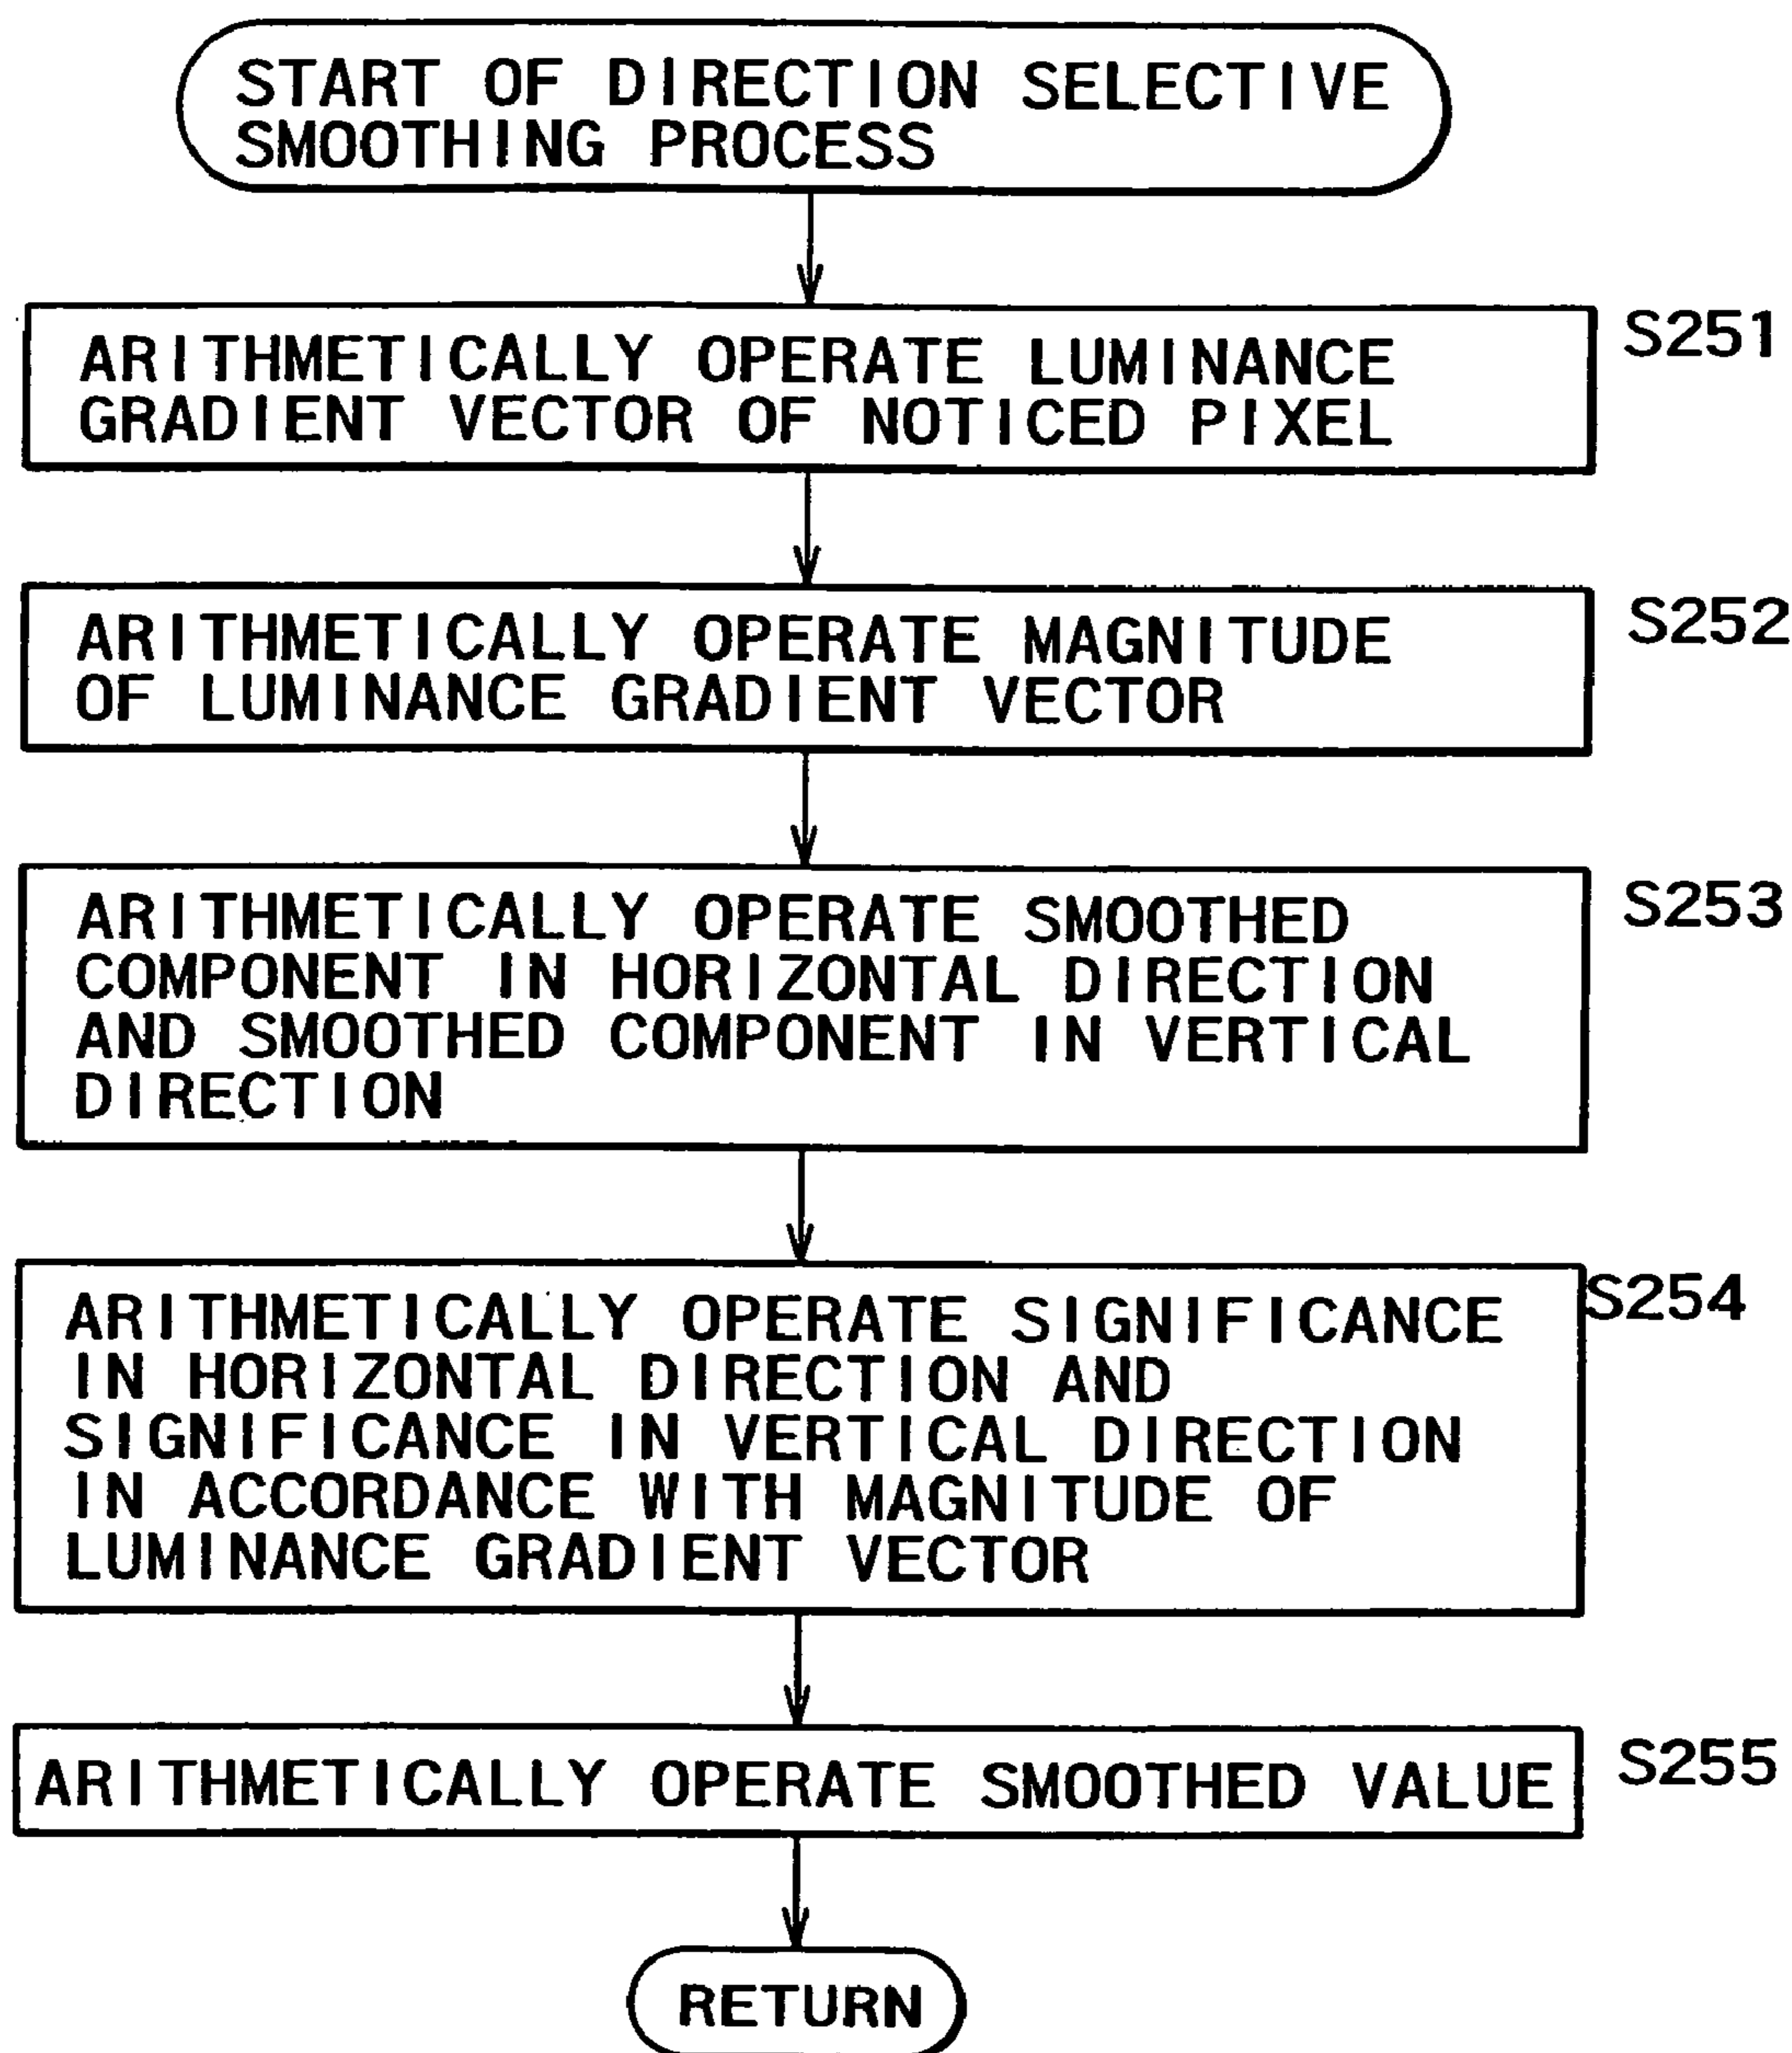 START OF DIRECTION SELECTIVE
SMOOTHING PROCESS
ARITHMETICALLY OPERATE LUMINANCE
GRADIENT VECTOR OF NOTICED PIXEL
S251
ARITHMETICALLY OPERATE MAGNITUDE
OF LUMINANCE GRADIENT VECTOR
S252
ARITHMETICALLY OPERATE SMOOTHED
COMPONENT IN HORIZONTAL DIRECTION
AND SMOOTHED COMPONENT IN VERTICAL
DIRECTION
S253
ARITHMETICALLY OPERATE SIGNIFICANCE
IN HORIZONTAL DIRECTION AND
SIGNIFICANCE IN VERTICAL DIRECTION
IN ACCORDANCE WITH MAGNITUDE OF
LUMINANCE GRADIENT VECTOR
S254
ARITHMETICALLY OPERATE SMOOTHED VALUE
S255
RETURN